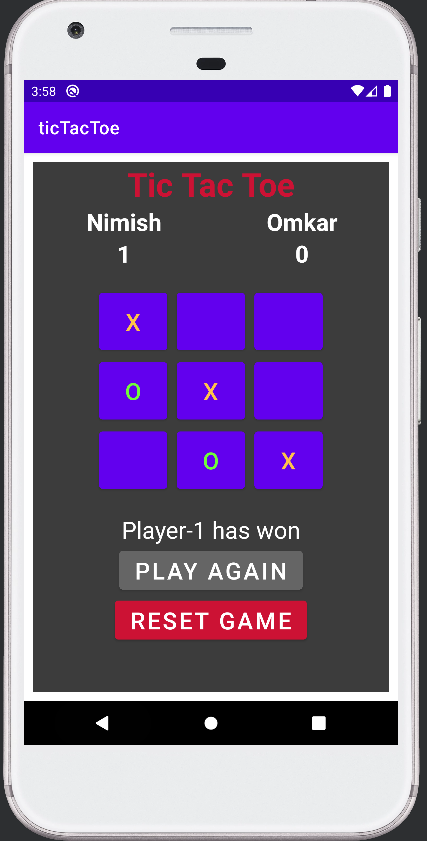 3:58
ticTacToe
Tic Tac Toe
Nimish Omkar
1 0
X
O X
O X
Player-1 has won
PLAY AGAIN
RESET GAME